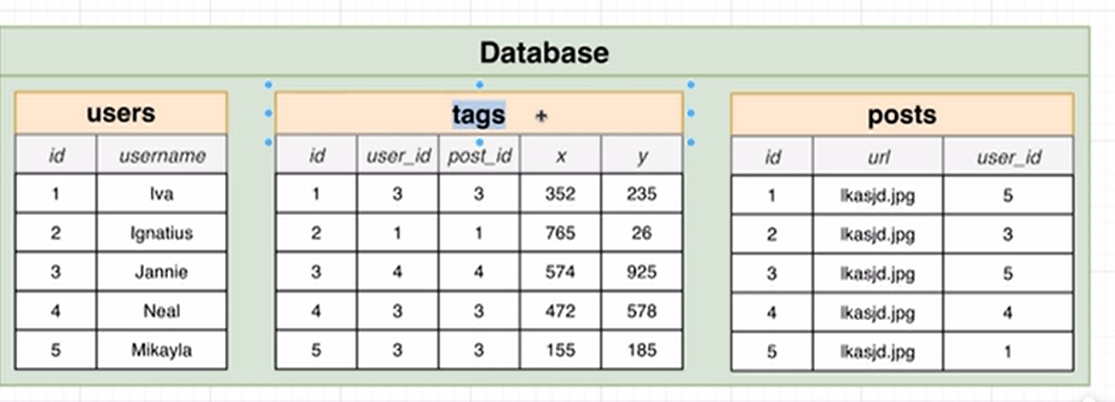 Database
users
id username
1 Iva
2 Ignatius
3 Jannie
4 Neal
5 Mikayla
tags
id user_id post_id x y
1 3 3 352 235
2 1 1 765 26
3 4 4 574 925
4 3 3 472 578
5 3 3 155 185
posts
id url user_id
1 lkasjd.jpg 5
2 lkasjd.jpg 3
3 lkasjd.jpg 5
4 lkasjd.jpg 4
5 lkasjd.jpg 1